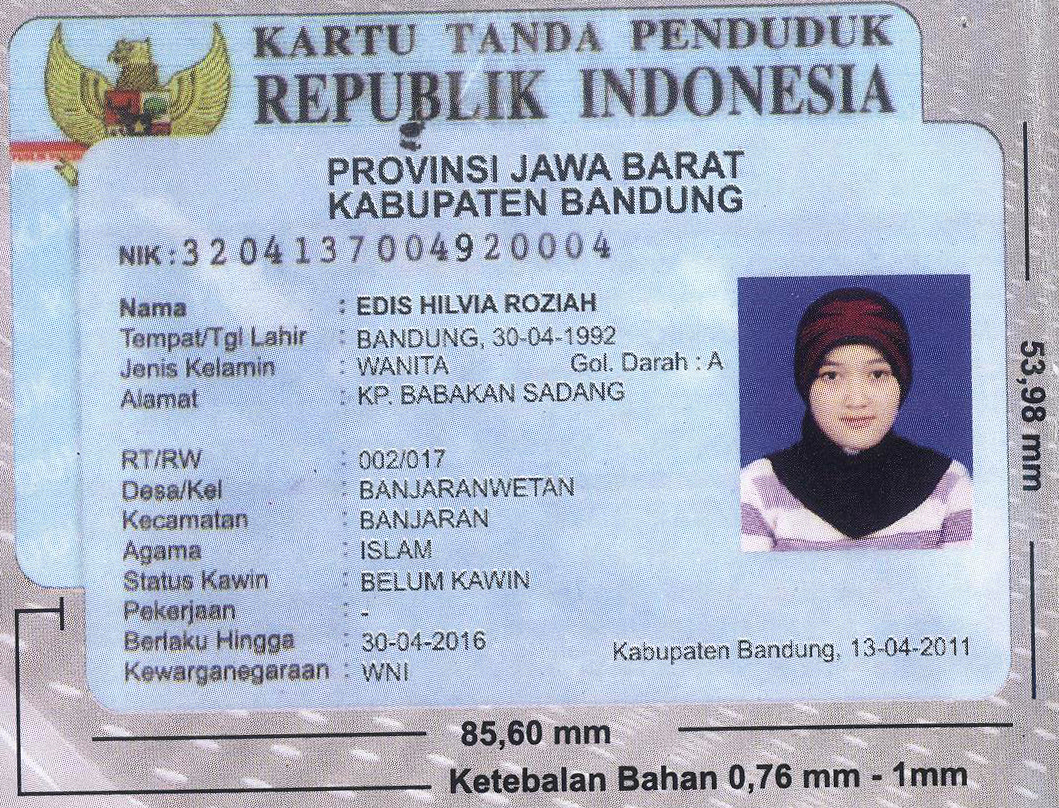 KARTU TANDA PENDUDUK
REPUBLIK INDONESIA
PROVINSI JAWA BARAT
KABUPATEN BANDUNG
NIK : 3204137004920004
Nama : EDIS HILVIA ROZIAH
Tempat/Tgl Lahir : BANDUNG, 30-04-1992
Jenis Kelamin : WANITA Gol. Darah : A
Alamat : KP. BABAKAN SADANG
RT/RW : 002/017
Desa/Kel : BANJARANWETAN
Kecamatan : BANJARAN
Agama : ISLAM
Status Kawin : BELUM KAWIN
Pekerjaan : -
Berlaku Hingga : 30-04-2016
Kewarganegaraan : WNI
Kabupaten Bandung, 13-04-2011
53,98 mm
85,60 mm
Ketebalan Bahan 0,76 mm - 1mm